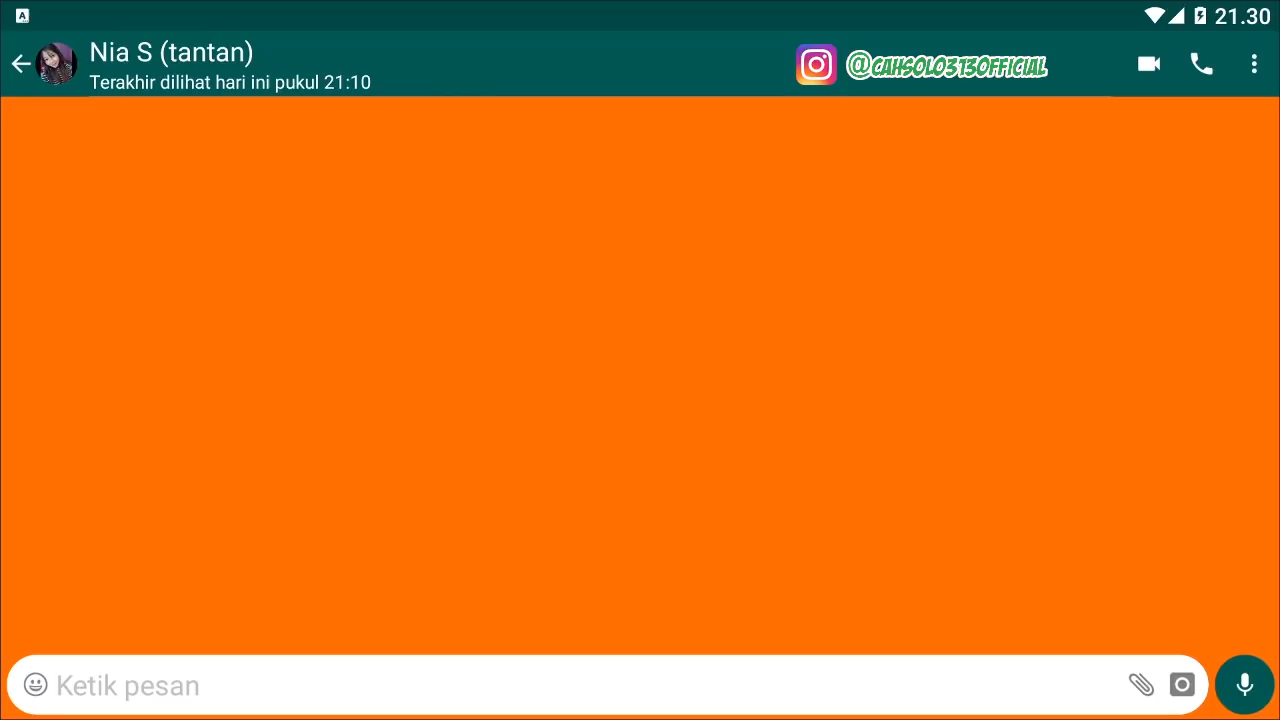 A
21.30
Nia S (tantan)
@CAHSOLO3130FFICIAL
Terakhir dilihat hari ini pukul 21:10
Ketik pesan